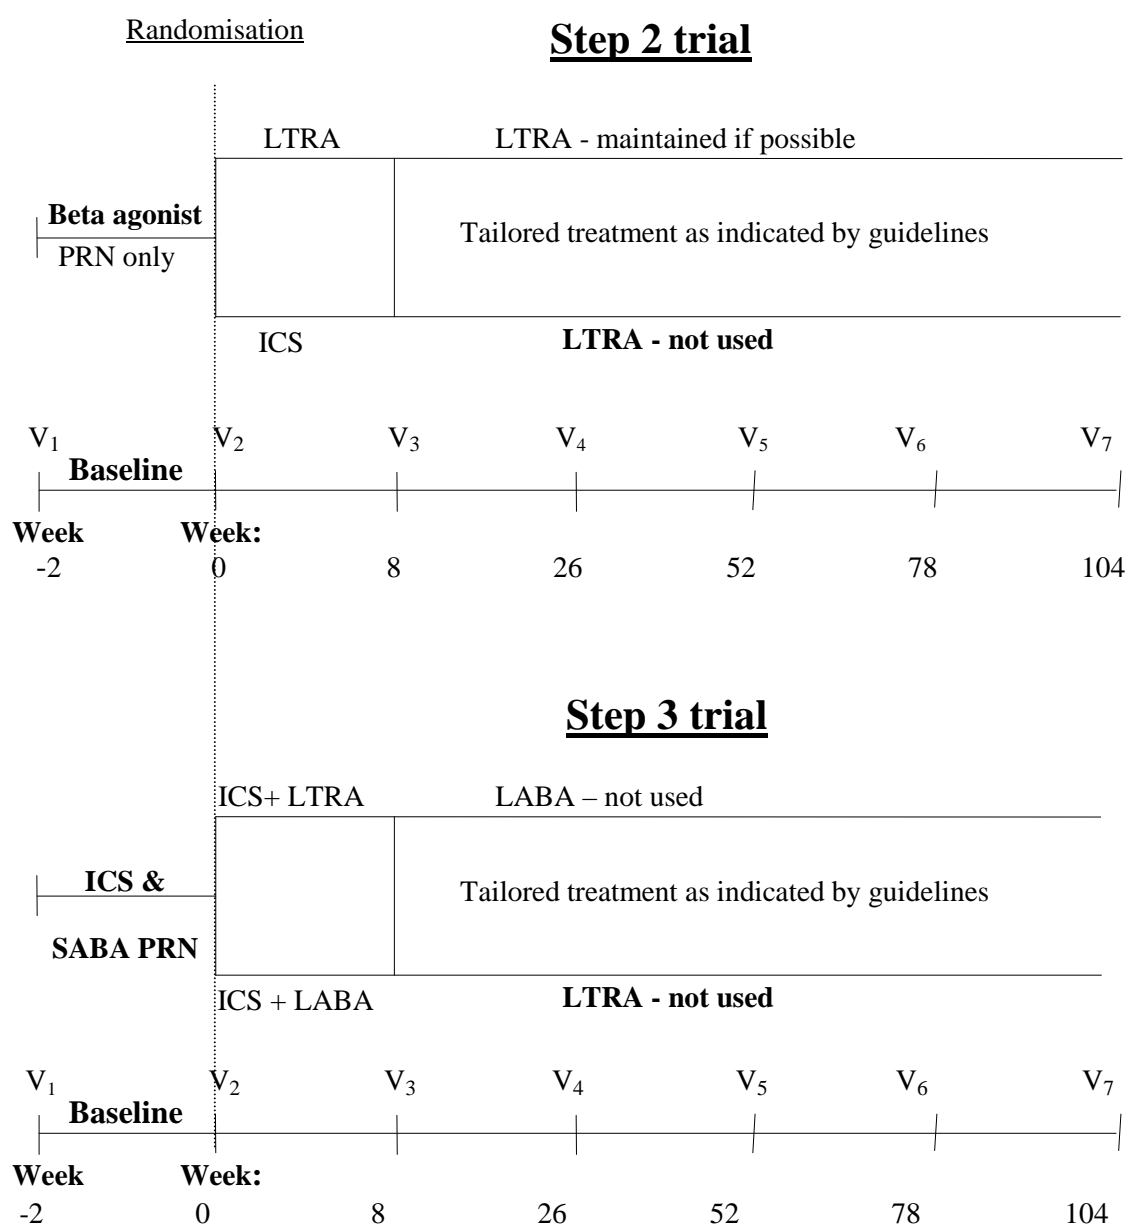 Randomisation
Step 2 trial
LTRA
LTRA - maintained if possible
Beta agonist
PRN only
Tailored treatment as indicated by guidelines
ICS
LTRA - not used
V1 V2 V3 V4 V5 V6 V7
Baseline
Week Week:
-2 0 8 26 52 78 104
Step 3 trial
ICS+ LTRA
LABA – not used
ICS &
SABA PRN
Tailored treatment as indicated by guidelines
ICS + LABA
LTRA - not used
V1 V2 V3 V4 V5 V6 V7
Baseline
Week Week:
-2 0 8 26 52 78 104